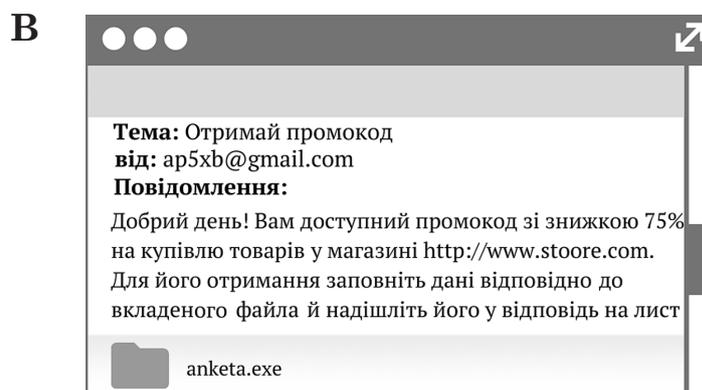 В
Тема: Отримай промокод
від: ap5xb@gmail.com
Повідомлення:
Добрий день! Вам доступний промокод зі знижкою 75%
на купівлю товарів у магазині http://www.stoore.com.
Для його отримання заповніть дані відповідно до
вкладеного файла й надішліть його у відповідь на лист
anketa.exe